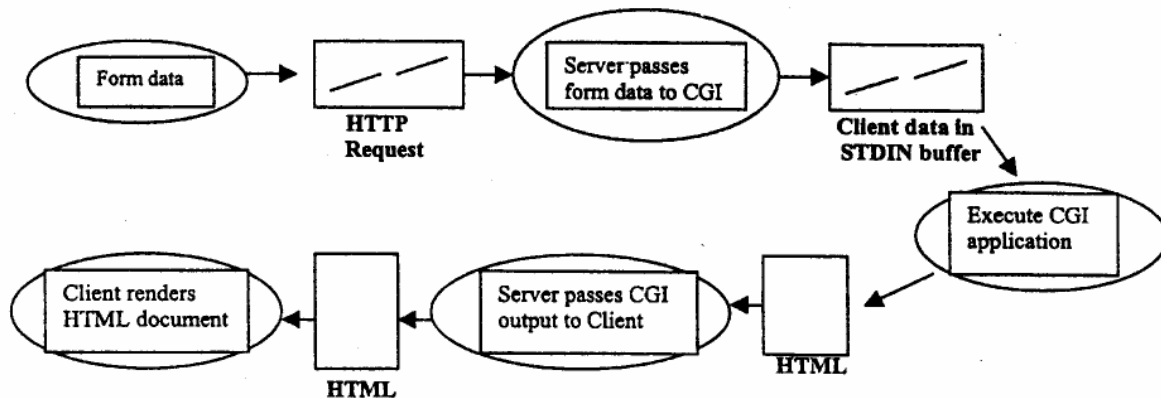 Form data
HTTP
Request
Server passes
form data to CGI
Client data in
STDIN buffer
Execute CGI
application
HTML
Server passes CGI
output to Client
HTML
Client renders
HTML document